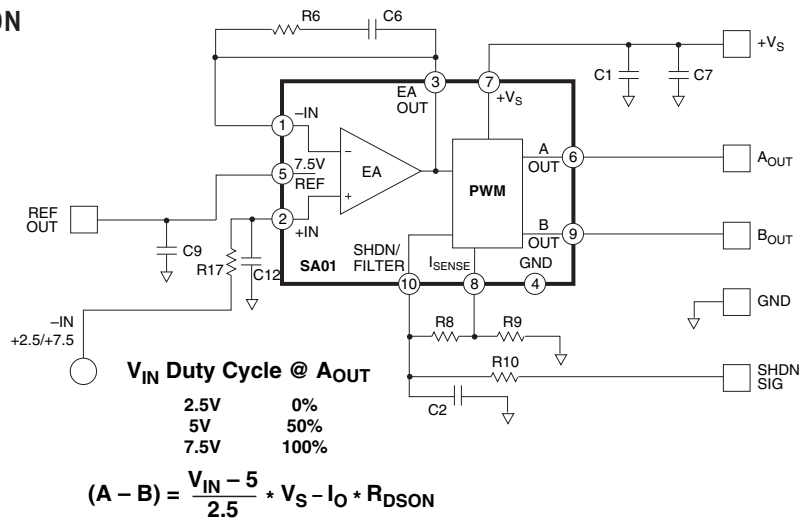 ON
R6
C6
+VS
C1
C7
3
7
EA
OUT
+VS
–IN
1
7.5V
5
REF
EA
–
+
PWM
A
OUT
6
AOUT
REF
OUT
2
+IN
B
OUT
9
BOUT
C9
R17
C12
SA01
SHDN/
FILTER
ISENSE
GND
10
8
4
GND
–IN
+2.5/+7.5
R8
R9
R10
SHDN
SIG
C2
VIN Duty Cycle @ AOUT
2.5V 0%
5V 50%
7.5V 100%
(A – B) = VIN – 5 / 2.5 * VS – IO * RDSON